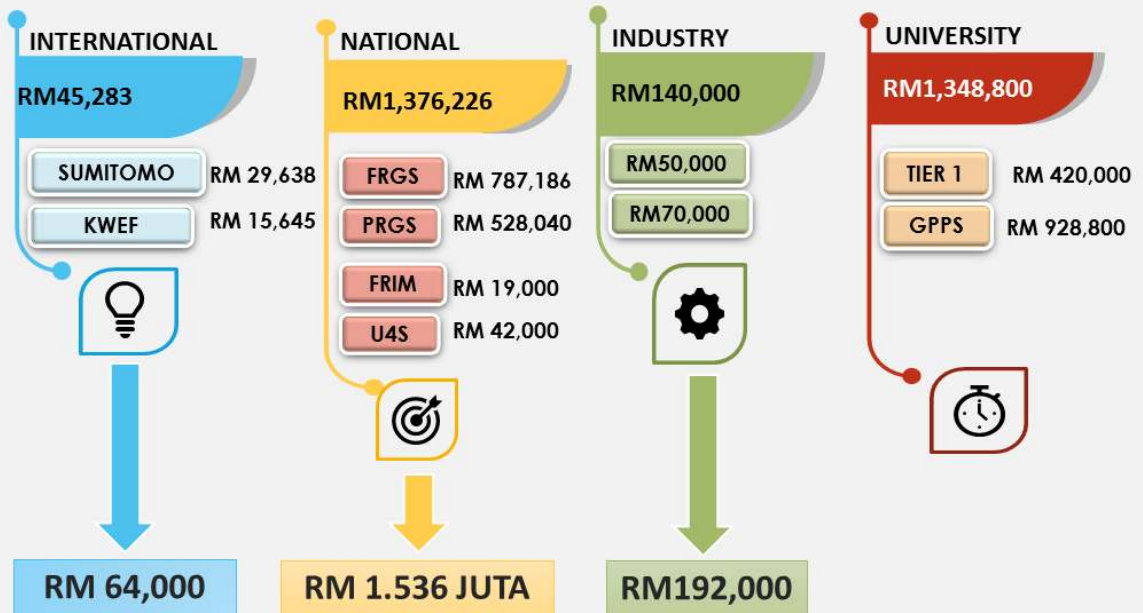 INTERNATIONAL
RM45,283
SUMITOMO RM 29,638
KWEF RM 15,645
RM 64,000
NATIONAL
RM1,376,226
FRGS RM 787,186
PRGS RM 528,040
FRIM RM 19,000
U4S RM 42,000
RM 1.536 JUTA
INDUSTRY
RM140,000
RM50,000
RM70,000
RM192,000
UNIVERSITY
RM1,348,800
TIER 1 RM 420,000
GPPS RM 928,800